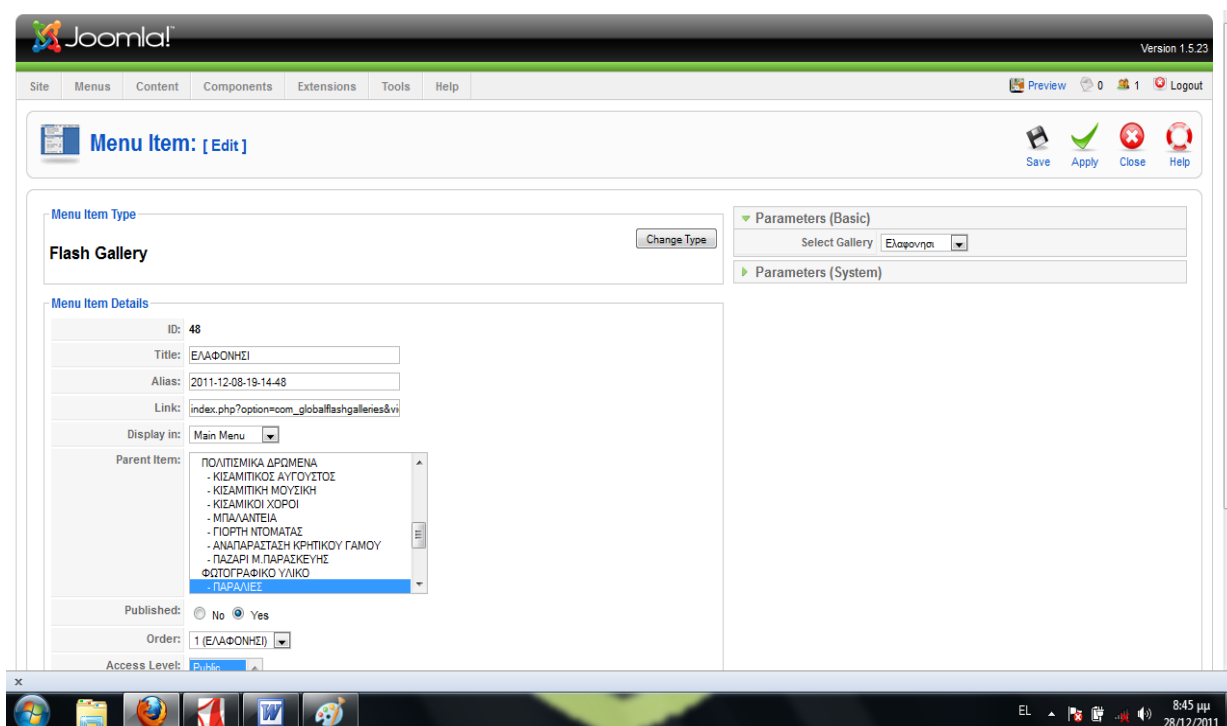 Joomla!
Version 1.5.23
Site Menus Content Components Extensions Tools Help Preview 0 1 Logout
Menu Item: [ Edit ]
Save Apply Close Help
Menu Item Type
Flash Gallery
Change Type
Parameters (Basic)
Select Gallery Ελαφονησι
Parameters (System)
Menu Item Details
ID: 48
Title: ΕΛΑΦΟΝΗΣΙ
Alias: 2011-12-08-19-14-48
Link: index.php?option=com_globalflashgalleries&vi
Display in: Main Menu
Parent Item:
ΠΟΛΙΤΙΣΜΙΚΑ ΔΡΩΜΕΝΑ
- ΚΙΣΑΜΙΤΙΚΟΣ ΑΥΓΟΥΣΤΟΣ
- ΚΙΣΑΜΙΤΙΚΗ ΜΟΥΣΙΚΗ
- ΚΙΣΑΜΙΚΟΙ ΧΟΡΟΙ
- ΜΠΑΛΑΝΤΕΙΑ
- ΓΙΟΡΤΗ ΝΤΟΜΑΤΑΣ
- ΑΝΑΠΑΡΑΣΤΑΣΗ ΚΡΗΤΙΚΟΥ ΓΑΜΟΥ
- ΠΑΖΑΡΙ Μ.ΠΑΡΑΣΚΕΥΗΣ
ΦΩΤΟΓΡΑΦΙΚΟ ΥΛΙΚΟ
- ΠΑΡΑΛΙΕΣ
Published: No Yes
Order: 1 (ΕΛΑΦΟΝΗΣΙ)
Access Level: Public
x
EL
8:45 μμ
28/12/2011